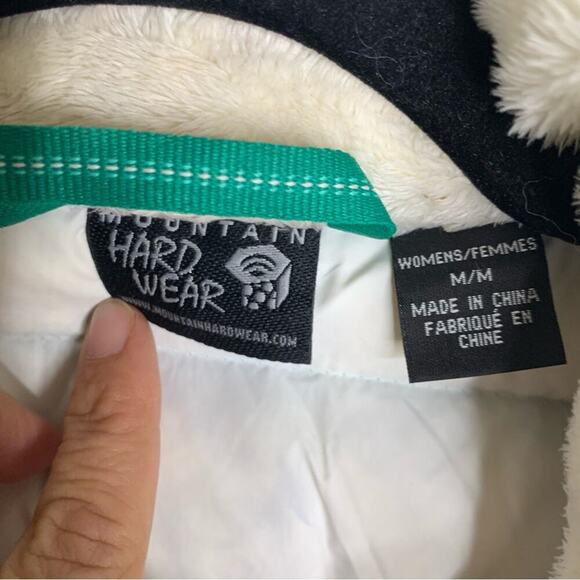 MOUNTAIN
HARD
WEAR
WWW.MOUNTAINHARDWEAR.COM
WOMENS/FEMMES
M/M
MADE IN CHINA
FABRIQUÉ EN
CHINE